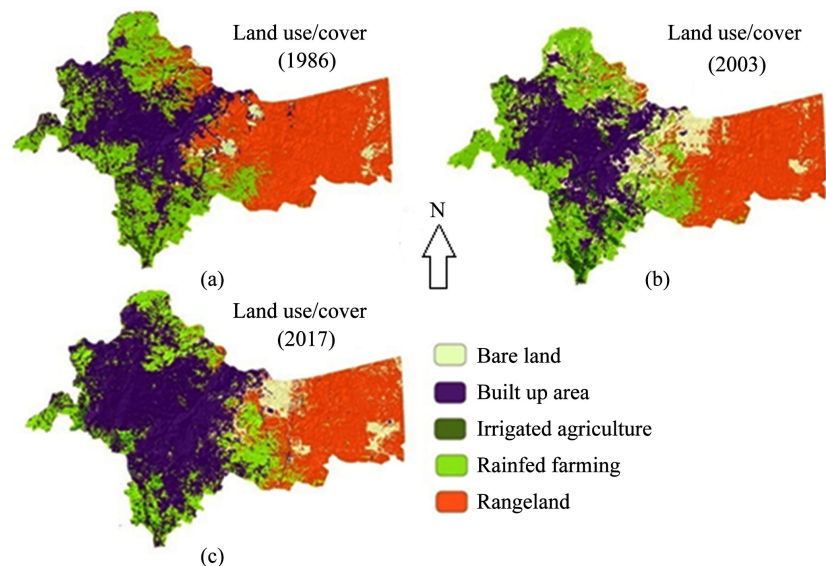 Land use/cover
(1986)
Land use/cover
(2003)
N
(a)
(b)
Land use/cover
(2017)
Bare land
Built up area
Irrigated agriculture
Rainfed farming
Rangeland
(c)